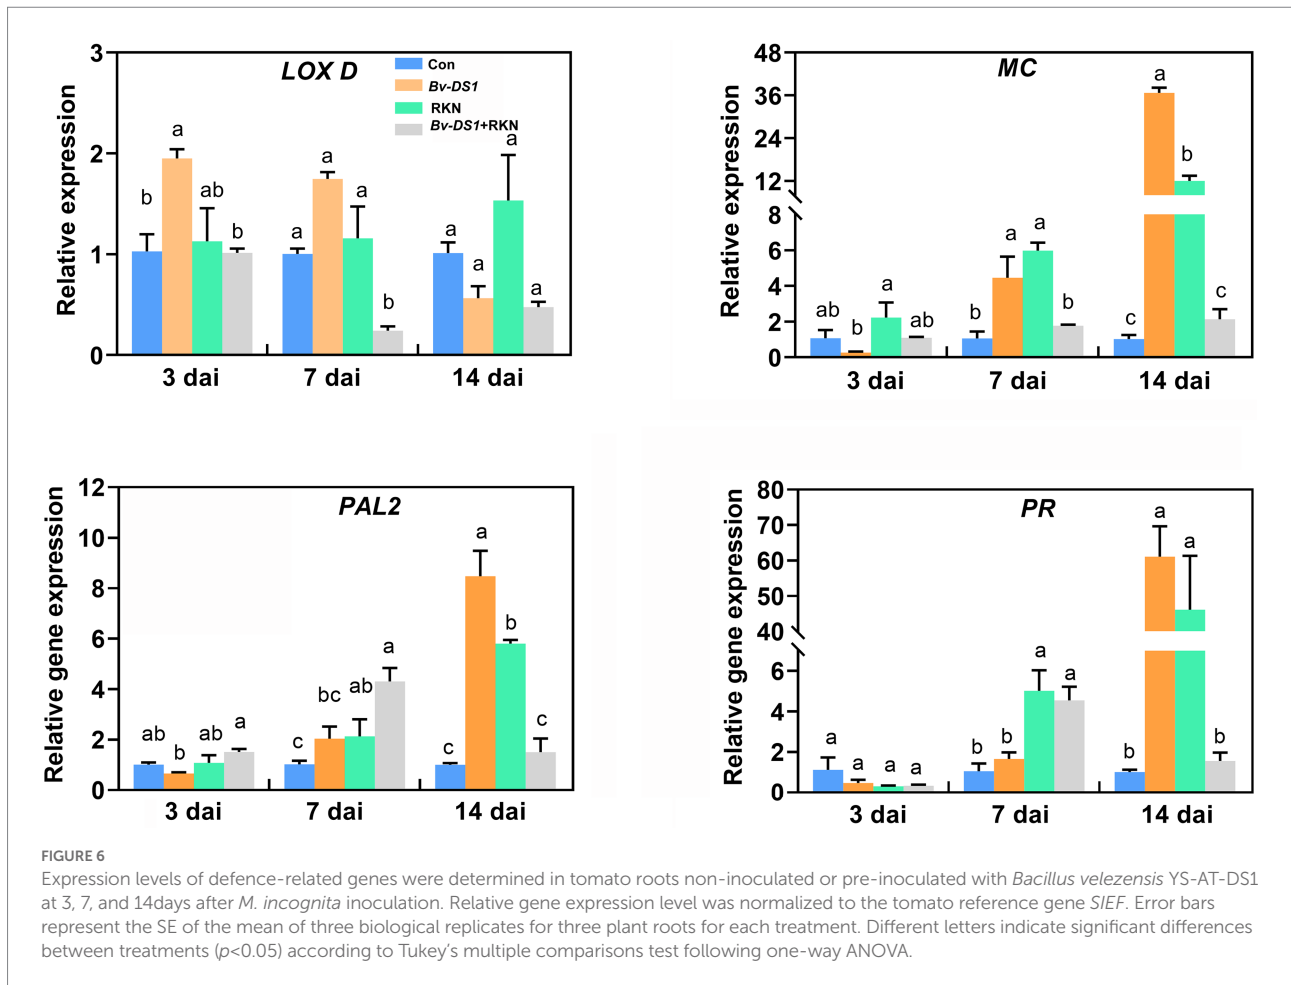 LOX D
Con
Bv-DS1
RKN
Bv-DS1+RKN
Relative expression
3
2
1
0
b
a
ab
b
a
a
a
b
a
a
a
a
3 dai
7 dai
14 dai
MC
Relative expression
48
36
24
12
8
6
4
2
0
ab
b
a
ab
b
a
a
b
c
a
b
c
3 dai
7 dai
14 dai
PAL2
Relative gene expression
12
10
8
6
4
2
0
ab
b
ab
a
c
bc
ab
a
c
a
b
c
3 dai
7 dai
14 dai
PR
Relative gene expression
80
70
60
50
40
6
4
2
0
a
a
a
a
b
b
a
a
b
a
a
b
3 dai
7 dai
14 dai
FIGURE 6
Expression levels of defence-related genes were determined in tomato roots non-inoculated or pre-inoculated with Bacillus velezensis YS-AT-DS1
at 3, 7, and 14days after M. incognita inoculation. Relative gene expression level was normalized to the tomato reference gene SlEF. Error bars
represent the SE of the mean of three biological replicates for three plant roots for each treatment. Different letters indicate significant differences
between treatments (p<0.05) according to Tukey's multiple comparisons test following one-way ANOVA.